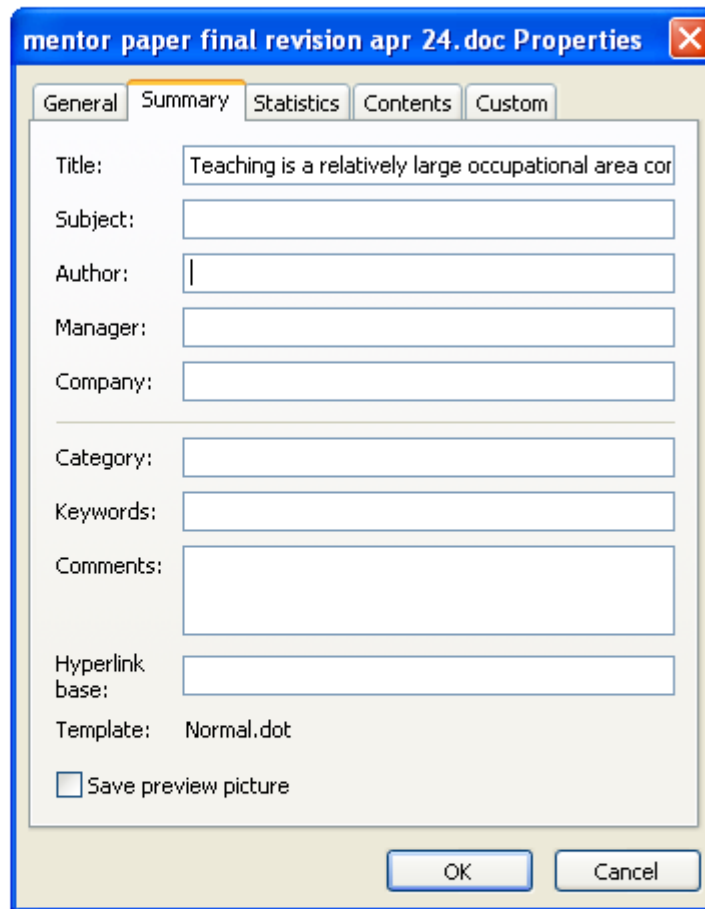 mentor paper final revision apr 24.doc Properties
General Summary Statistics Contents Custom
Title: Teaching is a relatively large occupational area cor
Subject:
Author:
Manager:
Company:
Category:
Keywords:
Comments:
Hyperlink
base:
Template: Normal.dot
Save preview picture
OK Cancel